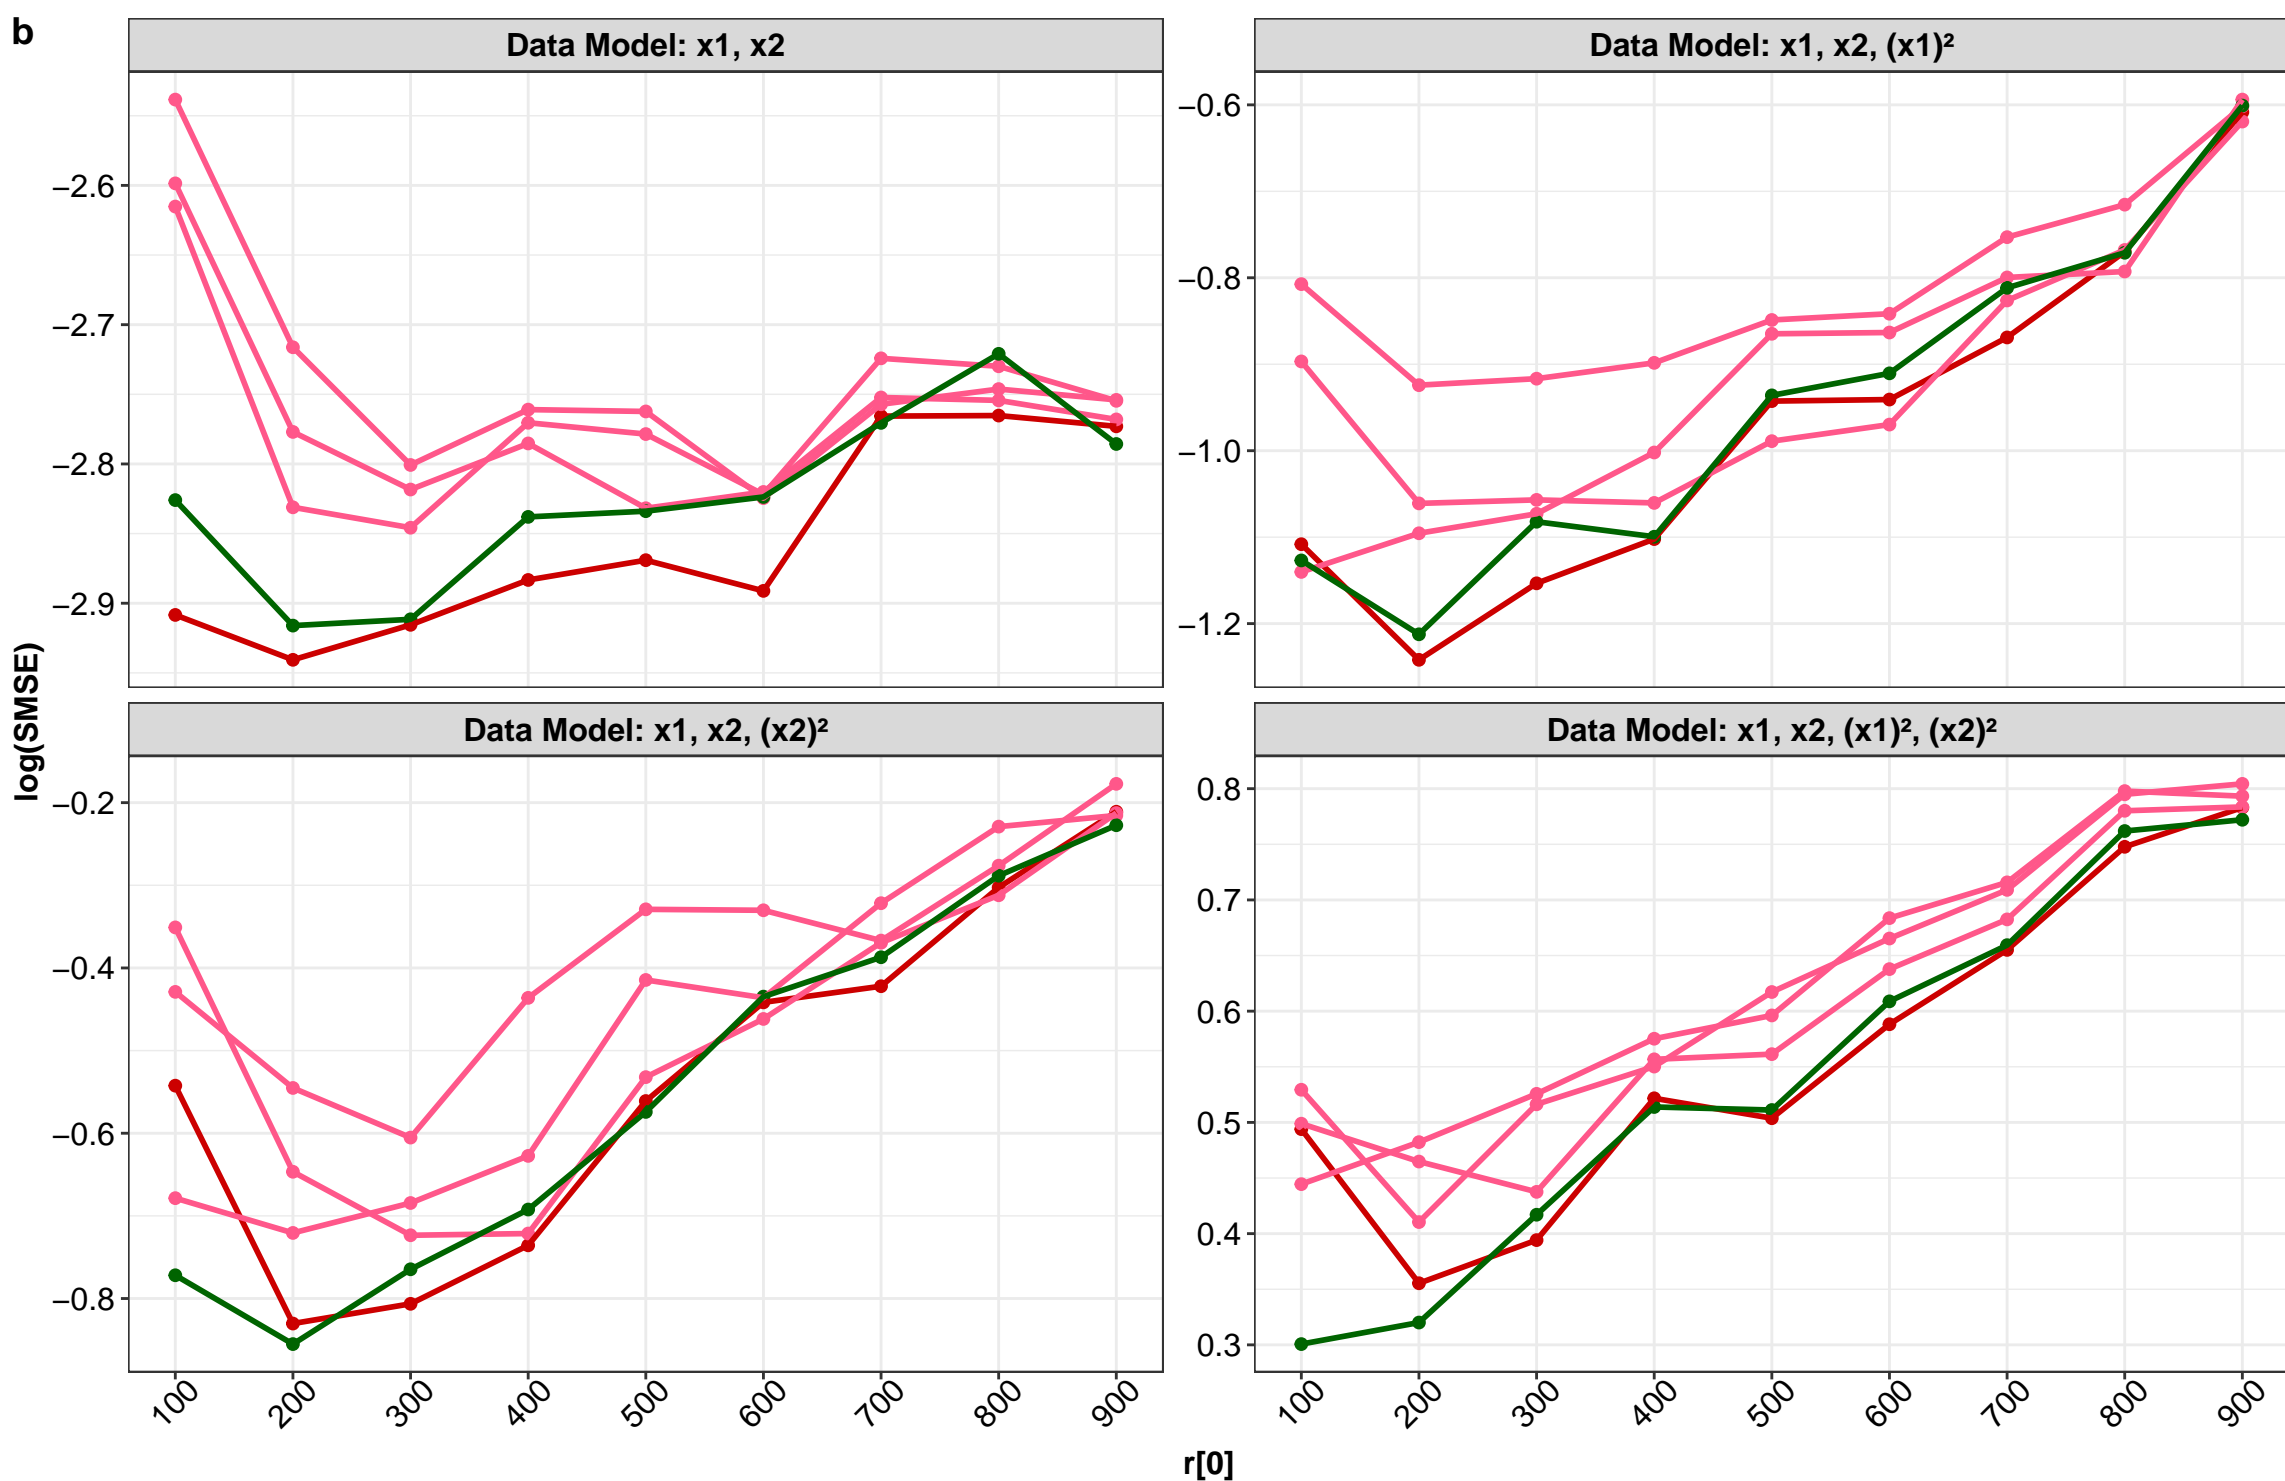 b
Data Model: x1, x2
Data Model: x1, x2, (x1)²
−2.6
−2.7
−2.8
−2.9
−0.6
−0.8
−1.0
−1.2
log(SMSE)
Data Model: x1, x2, (x2)²
Data Model: x1, x2, (x1)², (x2)²
−0.2
−0.4
−0.6
−0.8
0.8
0.7
0.6
0.5
0.4
0.3
100 200 300 400 500 600 700 800 900
100 200 300 400 500 600 700 800 900
r[0]